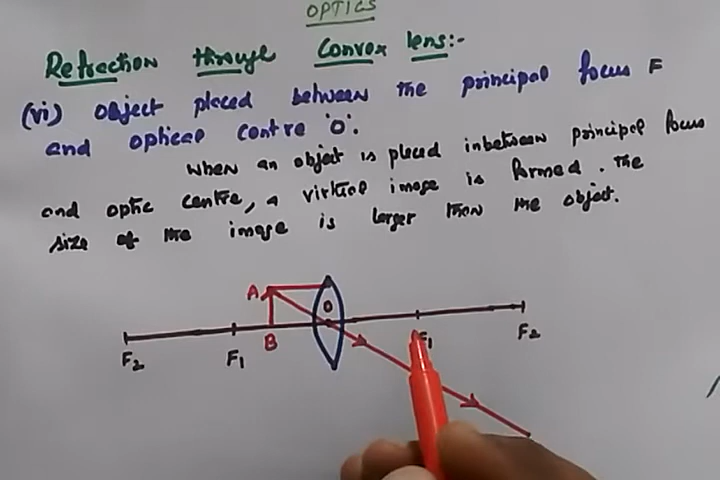 OPTICS
Refraction through Convex lens:-
(vi) object placed between the principal focus F
and optical centre 'O'.
When an object is placed inbetween principal focus
and optic centre, a virtual image is formed. The
size of the image is larger than the object.
A
O
F2 F1 B F1 F2